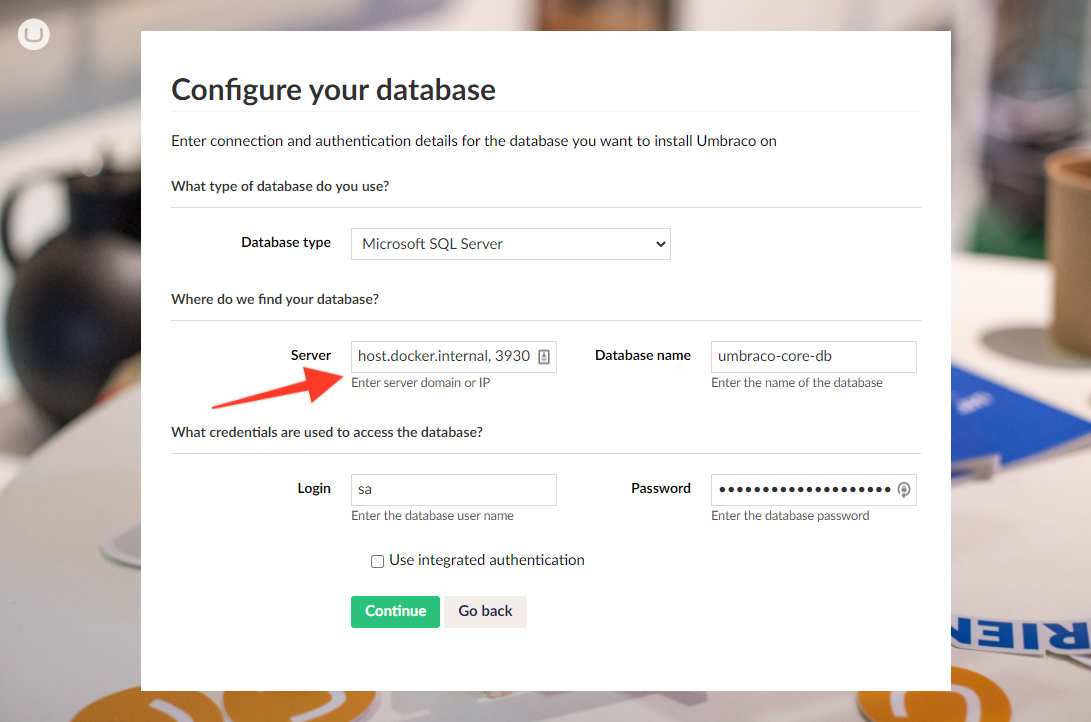 Configure your database
Enter connection and authentication details for the database you want to install Umbraco on
What type of database do you use?
Database type
Microsoft SQL Server
Where do we find your database?
Server
host.docker.internal, 3930
Enter server domain or IP
Database name
umbraco-core-db
Enter the name of the database
What credentials are used to access the database?
Login
sa
Enter the database user name
Password
••••••••••••••••••••
Enter the database password
Use integrated authentication
Continue
Go back
RIEN